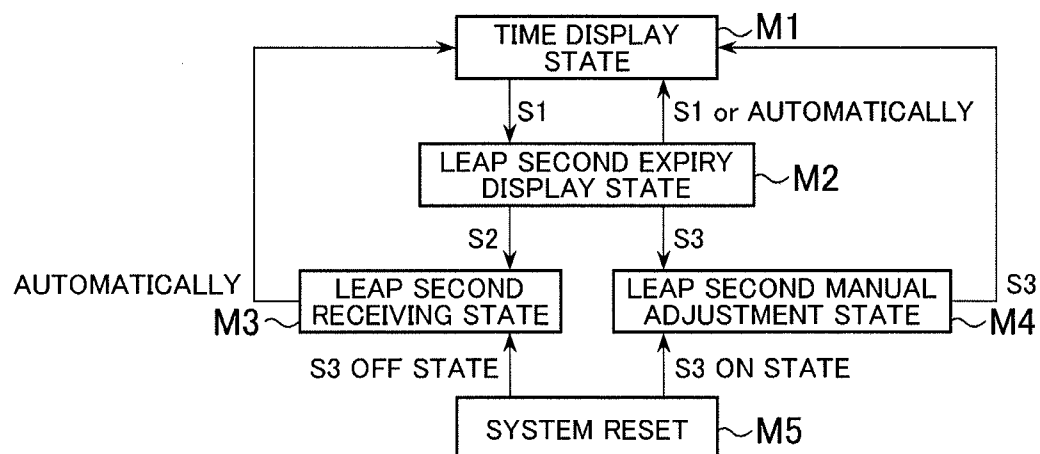 TIME DISPLAY
STATE
M1
S1
S1 or AUTOMATICALLY
LEAP SECOND EXPIRY
DISPLAY STATE
M2
S2
S3
AUTOMATICALLY
LEAP SECOND
RECEIVING STATE
M3
LEAP SECOND MANUAL
ADJUSTMENT STATE
M4
S3
S3 OFF STATE
S3 ON STATE
SYSTEM RESET
M5